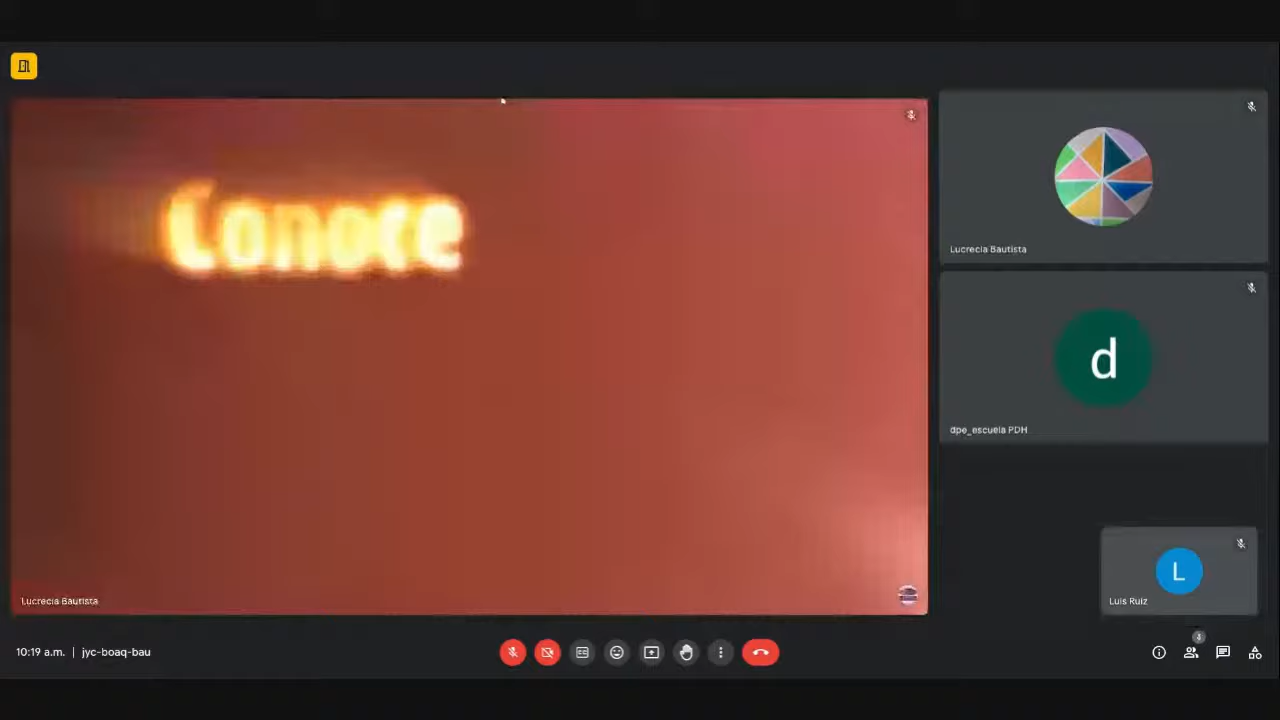 Conoce
Lucrecia Bautista
d
dpe_escuela PDH
L
Luis Ruiz
Lucrecia Bautista
10:19 a.m. | jyc-boaq-bau